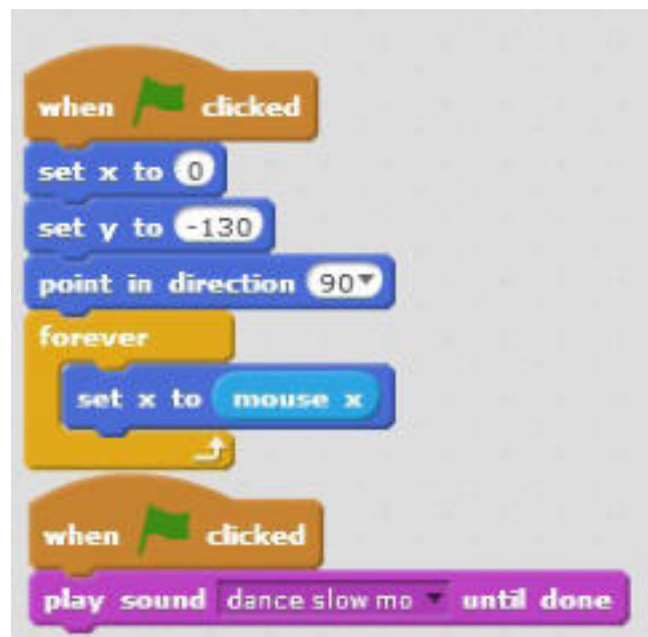 when clicked
set x to 0
set y to -130
point in direction 90
forever
set x to mouse x
when clicked
play sound dance slow mo until done